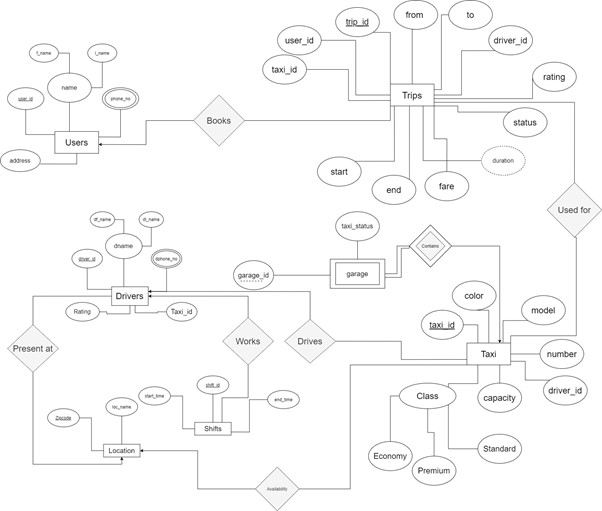 trip_id
from
to
user_id
driver_id
taxi_id
rating
Trips
status
start
end
fare
duration
f_name
l_name
name
user_id
phone_no
Users
address
Books
Used for
df_name
dl_name
dname
driver_id
dphone_no
Drivers
Rating
Taxi_id
taxi_status
garage_id
garage
Contains
color
model
taxi_id
Taxi
number
driver_id
capacity
Class
Economy
Premium
Standard
Present at
Works
Drives
start_time
shift_id
end_time
Shifts
loc_name
Zipcode
Location
Availability